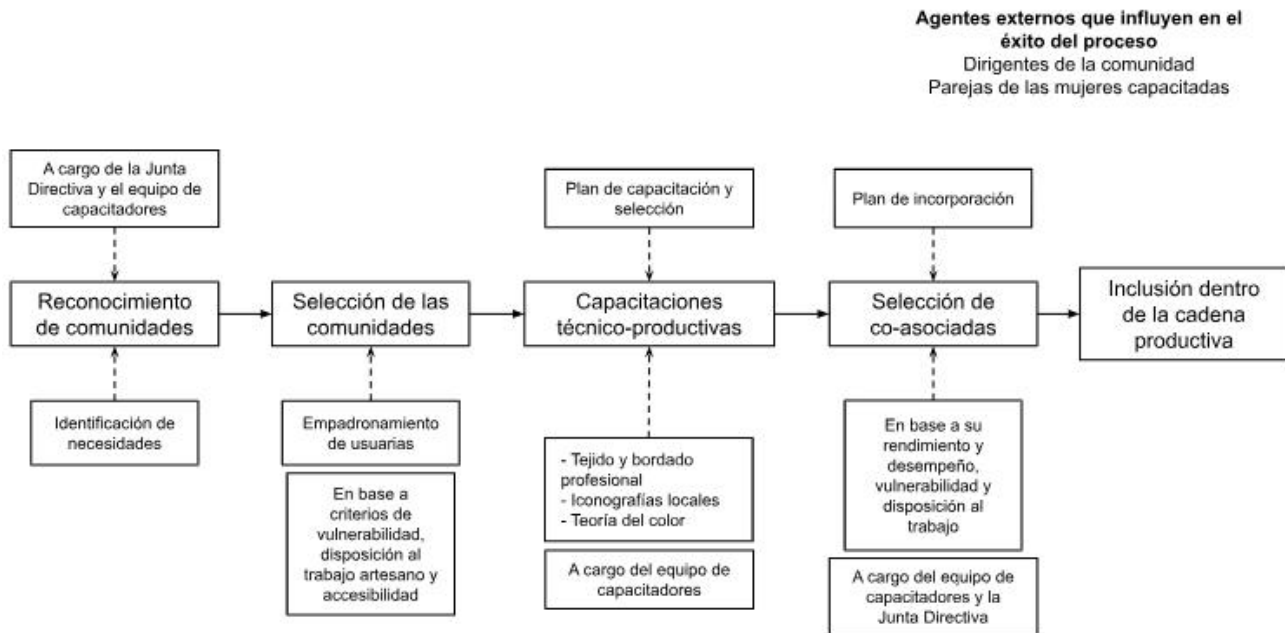 Agentes externos que influyen en el
éxito del proceso
Dirigentes de la comunidad
Parejas de las mujeres capacitadas
A cargo de la Junta
Directiva y el equipo de
capacitadores
Plan de capacitación y
selección
Plan de incorporación
Reconocimiento
de comunidades
Selección de las
comunidades
Capacitaciones
técnico-productivas
Selección de
co-asociadas
Inclusión dentro
de la cadena
productiva
Identificación de
necesidades
Empadronamiento
de usuarias
En base a
criterios de
vulnerabilidad,
disposición al
trabajo artesano y
accesibilidad
- Tejido y bordado
profesional
- Iconografías locales
- Teoría del color
A cargo del equipo de
capacitadores
En base a su
rendimiento y
desempeño,
vulnerabilidad y
disposición al
trabajo
A cargo del equipo de
capacitadores y la
Junta Directiva